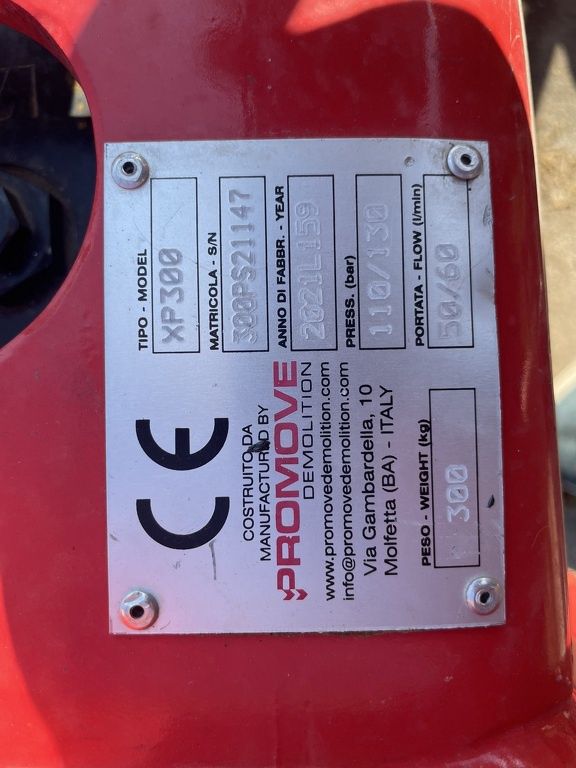 TIPO - MODEL
XP300
MATRICOLA - S/N
300PS21147
ANNO DI FABBR. - YEAR
2021L159
PRESS. (bar)
110/130
PORTATA - FLOW (l/min)
50/60
CE
COSTRUITO DA
MANUFACTURED BY
PROMOVE
DEMOLITION
www.promovedemolition.com
info@promovedemolition.com
Via Gambardella, 10
Molfetta (BA) - ITALY
PESO - WEIGHT (kg)
300